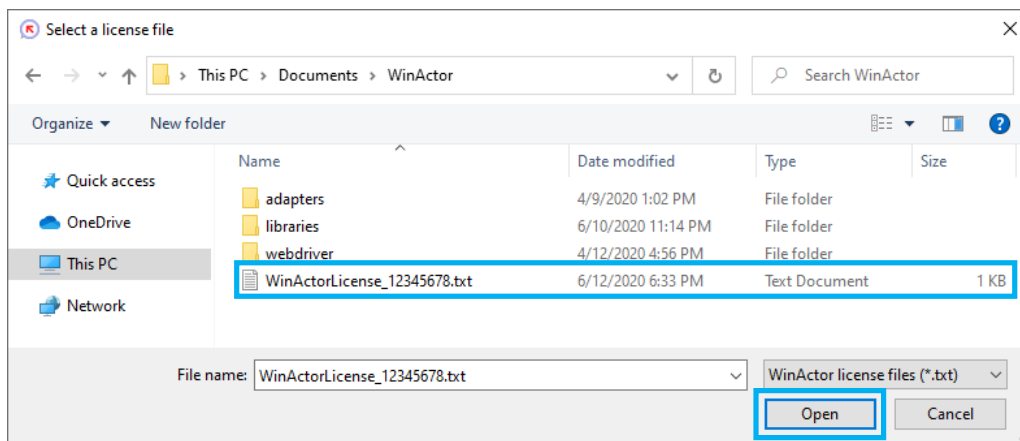 Select a license file
This PC > Documents > WinActor
Search WinActor
Organize
New folder
Name Date modified Type Size
Quick access
OneDrive
This PC
Network
adapters 4/9/2020 1:02 PM File folder
libraries 6/10/2020 11:14 PM File folder
webdriver 4/12/2020 4:56 PM File folder
WinActorLicense_12345678.txt 6/12/2020 6:33 PM Text Document 1 KB
File name: WinActorLicense_12345678.txt WinActor license files (*.txt)
Open Cancel